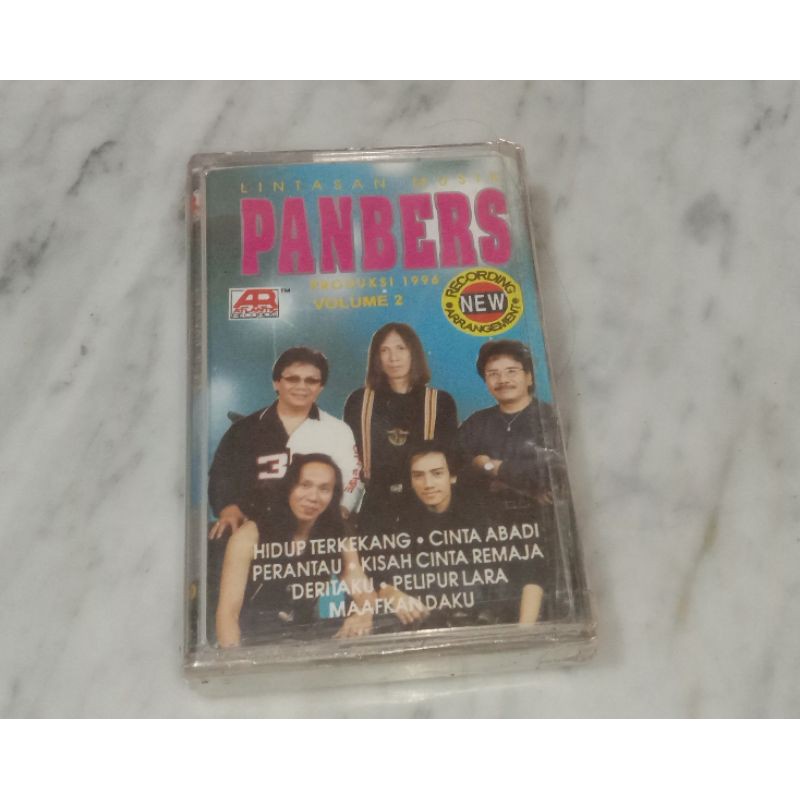 LINTASAN MUSIK
PANBERS
PRODUKSI 1996
VOLUME 2
AR™
RECORDING
NEW
ARRANGEMENT
3
HIDUP TERKEKANG • CINTA ABADI
PERANTAU • KISAH CINTA REMAJA
DERITAKU • PELIPUR LARA
MAAFKAN DAKU